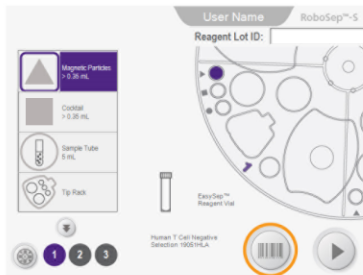 User Name
RoboSep™-S
Reagent Lot ID:
Magnetic Particles
> 0.35 mL
Cocktail
> 0.35 mL
Sample Tube
5 mL
Tip Rack
EasySep™
Reagent Vial
Human T Cell Negative
Selection 19051HLA
1
2
3